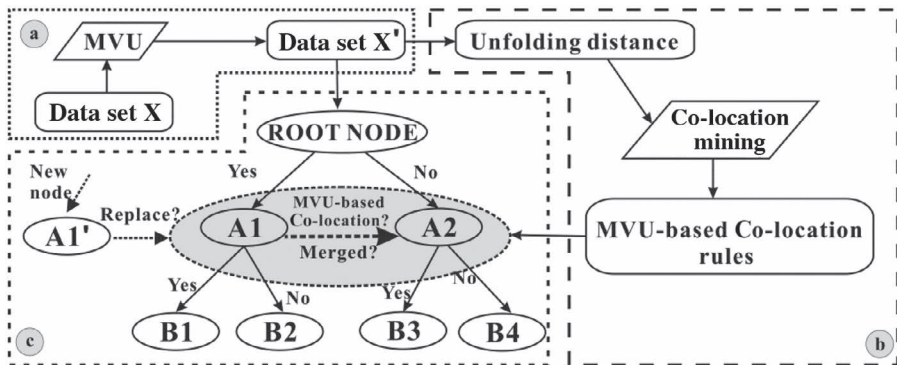 a
MVU
Data set X'
Unfolding distance
Data set X
Co-location
mining
ROOT NODE
New
node
Yes
No
Replace?
MVU-based
Co-location?
A1'
A1
A2
Merged?
MVU-based Co-location
rules
Yes
No
Yes
No
B1
B2
B3
B4
c
b